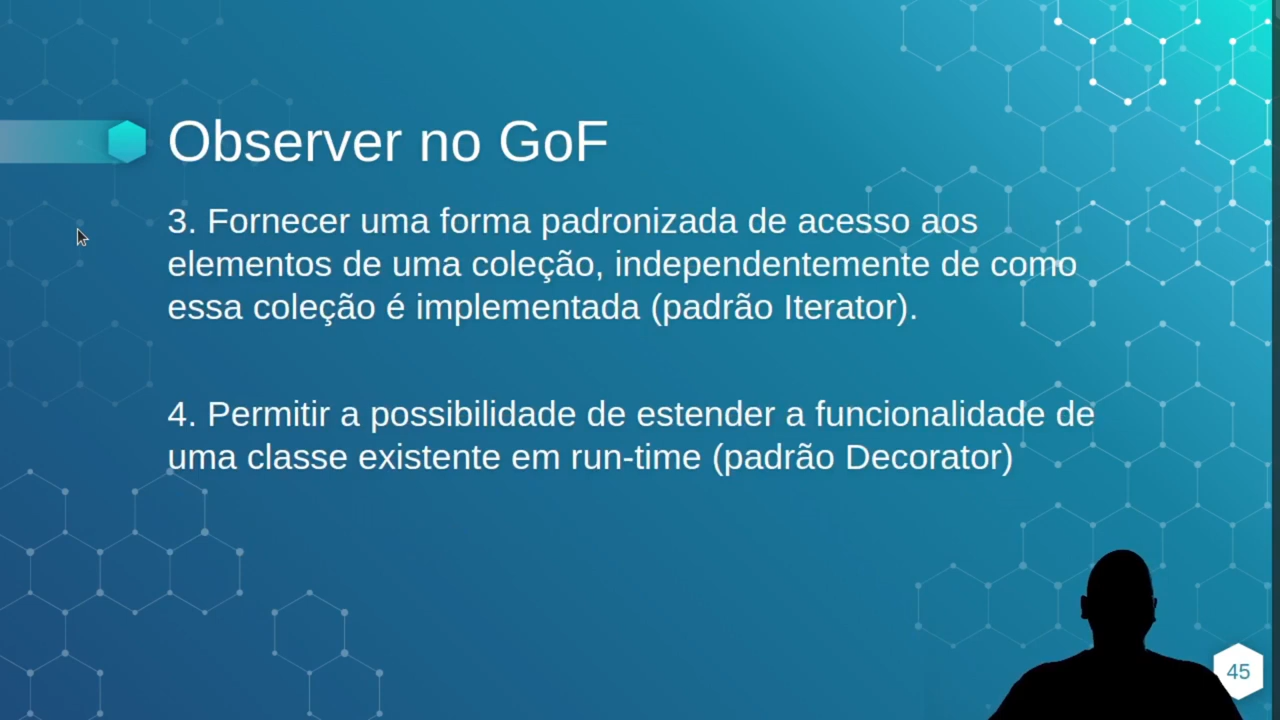 Observer no GoF
3. Fornecer uma forma padronizada de acesso aos
elementos de uma coleção, independentemente de como
essa coleção é implementada (padrão Iterator).
4. Permitir a possibilidade de estender a funcionalidade de
uma classe existente em run-time (padrão Decorator)
45